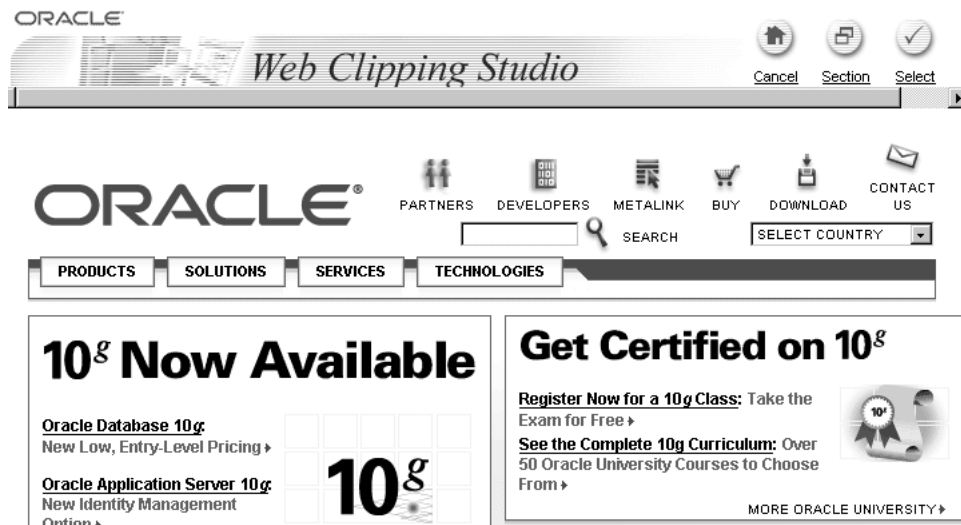 ORACLE
Web Clipping Studio
Cancel Section Select
ORACLE®
PARTNERS DEVELOPERS METALINK BUY DOWNLOAD CONTACT US
SEARCH SELECT COUNTRY
PRODUCTS SOLUTIONS SERVICES TECHNOLOGIES
10g Now Available
Oracle Database 10g:
New Low, Entry-Level Pricing
Oracle Application Server 10g:
New Identity Management
Option
10g
Get Certified on 10g
Register Now for a 10g Class: Take the
Exam for Free
See the Complete 10g Curriculum: Over
50 Oracle University Courses to Choose
From
10g
MORE ORACLE UNIVERSITY